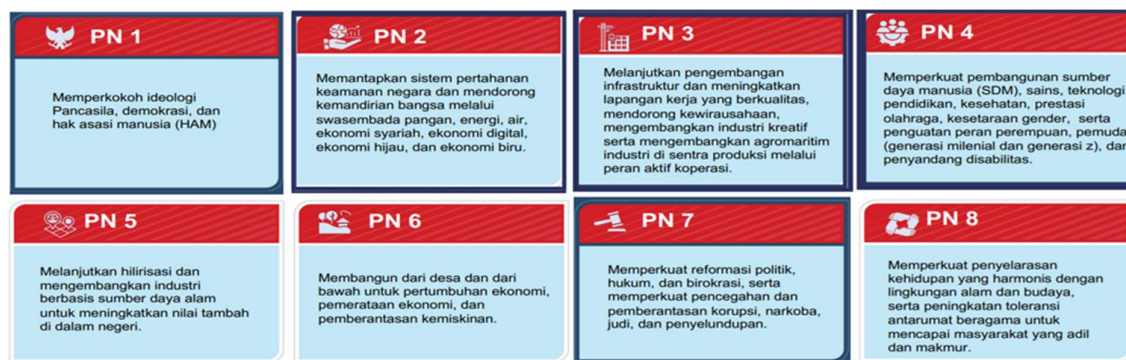 PN 1
Memperkokoh ideologi
Pancasila, demokrasi, dan
hak asasi manusia (HAM)
PN 2
Memantapkan sistem pertahanan
keamanan negara dan mendorong
kemandirian bangsa melalui
swasembada pangan, energi, air,
ekonomi syariah, ekonomi digital,
ekonomi hijau, dan ekonomi biru.
PN 3
Melanjutkan pengembangan
infrastruktur dan meningkatkan
lapangan kerja yang berkualitas,
mendorong kewirausahaan,
mengembangkan industri kreatif
serta mengembangkan agromaritim
industri di sentra produksi melalui
peran aktif koperasi.
PN 4
Memperkuat pembangunan sumber
daya manusia (SDM), sains, teknologi
pendidikan, kesehatan, prestasi
olahraga, kesetaraan gender, serta
penguatan peran perempuan, pemuda
(generasi milenial dan generasi z), dan
penyandang disabilitas.
PN 5
Melanjutkan hilirisasi dan
mengembangkan industri
berbasis sumber daya alam
untuk meningkatkan nilai tambah
di dalam negeri.
PN 6
Membangun dari desa dan dari
bawah untuk pertumbuhan ekonomi,
pemerataan ekonomi, dan
pemberantasan kemiskinan.
PN 7
Memperkuat reformasi politik,
hukum, dan birokrasi, serta
memperkuat pencegahan dan
pemberantasan korupsi, narkoba,
judi, dan penyelundupan.
PN 8
Memperkuat penyelarasan
kehidupan yang harmonis dengan
lingkungan alam dan budaya,
serta peningkatan toleransi
antarumat beragama untuk
mencapai masyarakat yang adil
dan makmur.